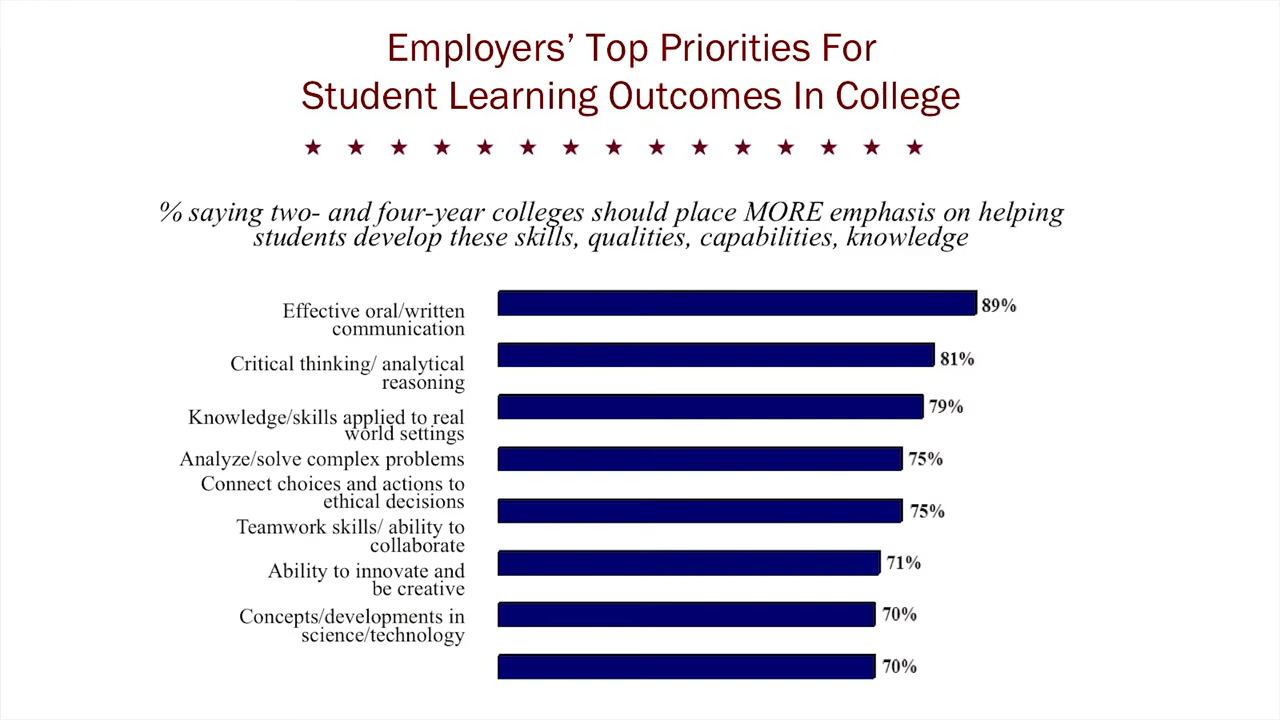 Employers’ Top Priorities For
Student Learning Outcomes In College
% saying two- and four-year colleges should place MORE emphasis on helping
students develop these skills, qualities, capabilities, knowledge
Effective oral/written
communication
89%
Critical thinking/ analytical
reasoning
81%
Knowledge/skills applied to real
world settings
79%
Analyze/solve complex problems
75%
Connect choices and actions to
ethical decisions
75%
Teamwork skills/ ability to
collaborate
71%
Ability to innovate and
be creative
70%
Concepts/developments in
science/technology
70%